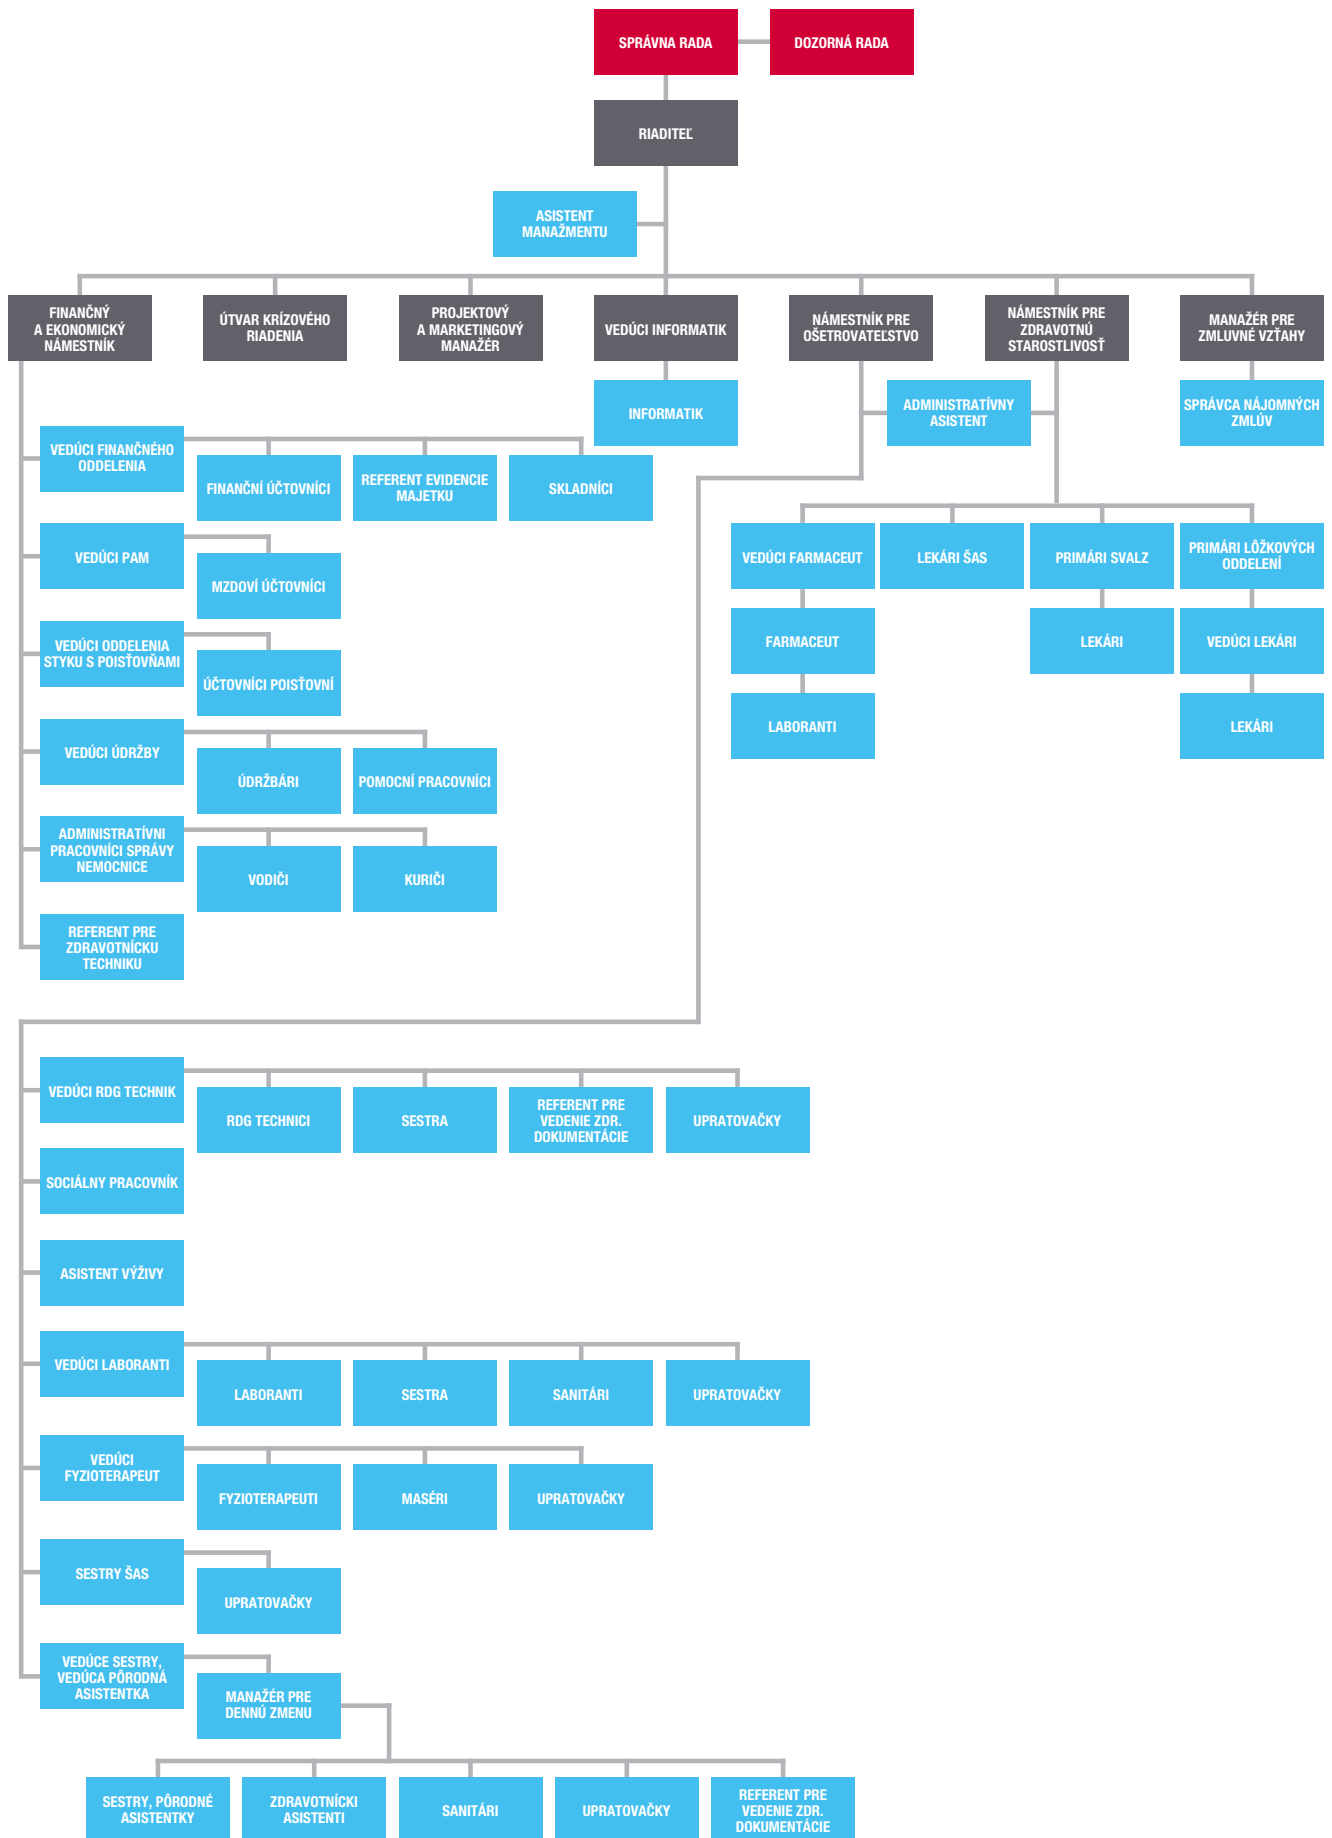 SPRÁVNA RADA
DOZORNÁ RADA
RIADITEĽ
ASISTENT
MANAŽMENTU
FINANČNÝ
A EKONOMICKÝ
NÁMESTNÍK
ÚTVAR KRÍZOVÉHO
RIADENIA
PROJEKTOVÝ
A MARKETINGOVÝ
MANAŽÉR
VEDÚCI INFORMATIK
NÁMESTNÍK PRE
OŠETROVATEĽSTVO
NÁMESTNÍK PRE
ZDRAVOTNÚ
STAROSTLIVOSŤ
MANAŽÉR PRE
ZMLUVNÉ VZŤAHY
INFORMATIK
ADMINISTRATÍVNY
ASISTENT
SPRÁVCA NÁJOMNÝCH
ZMLÚV
VEDÚCI FINANČNÉHO
ODDELENIA
FINANČNÍ ÚČTOVNÍCI
REFERENT EVIDENCIE
MAJETKU
SKLADNÍCI
VEDÚCI PAM
MZDOVÍ ÚČTOVNÍCI
VEDÚCI FARMACEUT
LEKÁRI ŠAS
PRIMÁRI SVALZ
PRIMÁRI LÔŽKOVÝCH
ODDELENÍ
FARMACEUT
LEKÁRI
VEDÚCI LEKÁRI
LABORANTI
LEKÁRI
VEDÚCI ODDELENIA
STYKU S POISŤOVŇAMI
ÚČTOVNÍCI POISŤOVNÍ
VEDÚCI ÚDRŽBY
ÚDRŽBÁRI
POMOCNÍ PRACOVNÍCI
ADMINISTRATÍVNI
PRACOVNÍCI SPRÁVY
NEMOCNICE
VODIČI
KURIČI
REFERENT PRE
ZDRAVOTNÍCKU
TECHNIKU
VEDÚCI RDG TECHNIK
RDG TECHNICI
SESTRA
REFERENT PRE
VEDENIE ZDR.
DOKUMENTÁCIE
UPRATOVAČKY
SOCIÁLNY PRACOVNÍK
ASISTENT VÝŽIVY
VEDÚCI LABORANTI
LABORANTI
SESTRA
SANITÁRI
UPRATOVAČKY
VEDÚCI
FYZIOTERAPEUT
FYZIOTERAPEUTI
MASÉRI
UPRATOVAČKY
SESTRY ŠAS
UPRATOVAČKY
VEDÚCE SESTRY,
VEDÚCA PÔRODNÁ
ASISTENTKA
MANAŽÉR PRE
DENNÚ ZMENU
SESTRY, PÔRODNÉ
ASISTENTKY
ZDRAVOTNÍCKI
ASISTENTI
SANITÁRI
UPRATOVAČKY
REFERENT PRE
VEDENIE ZDR.
DOKUMENTÁCIE